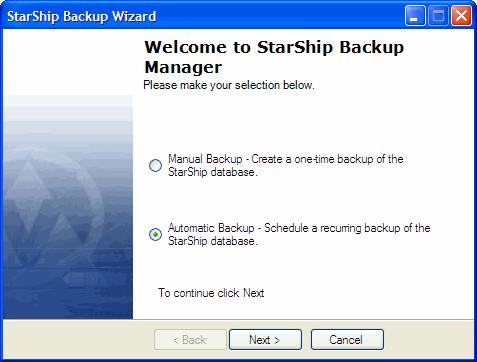 StarShip Backup Wizard
Welcome to StarShip Backup
Manager
Please make your selection below.
Manual Backup - Create a one-time backup of the
StarShip database.
Automatic Backup - Schedule a recurring backup of the
StarShip database.
To continue click Next
< Back
Next >
Cancel